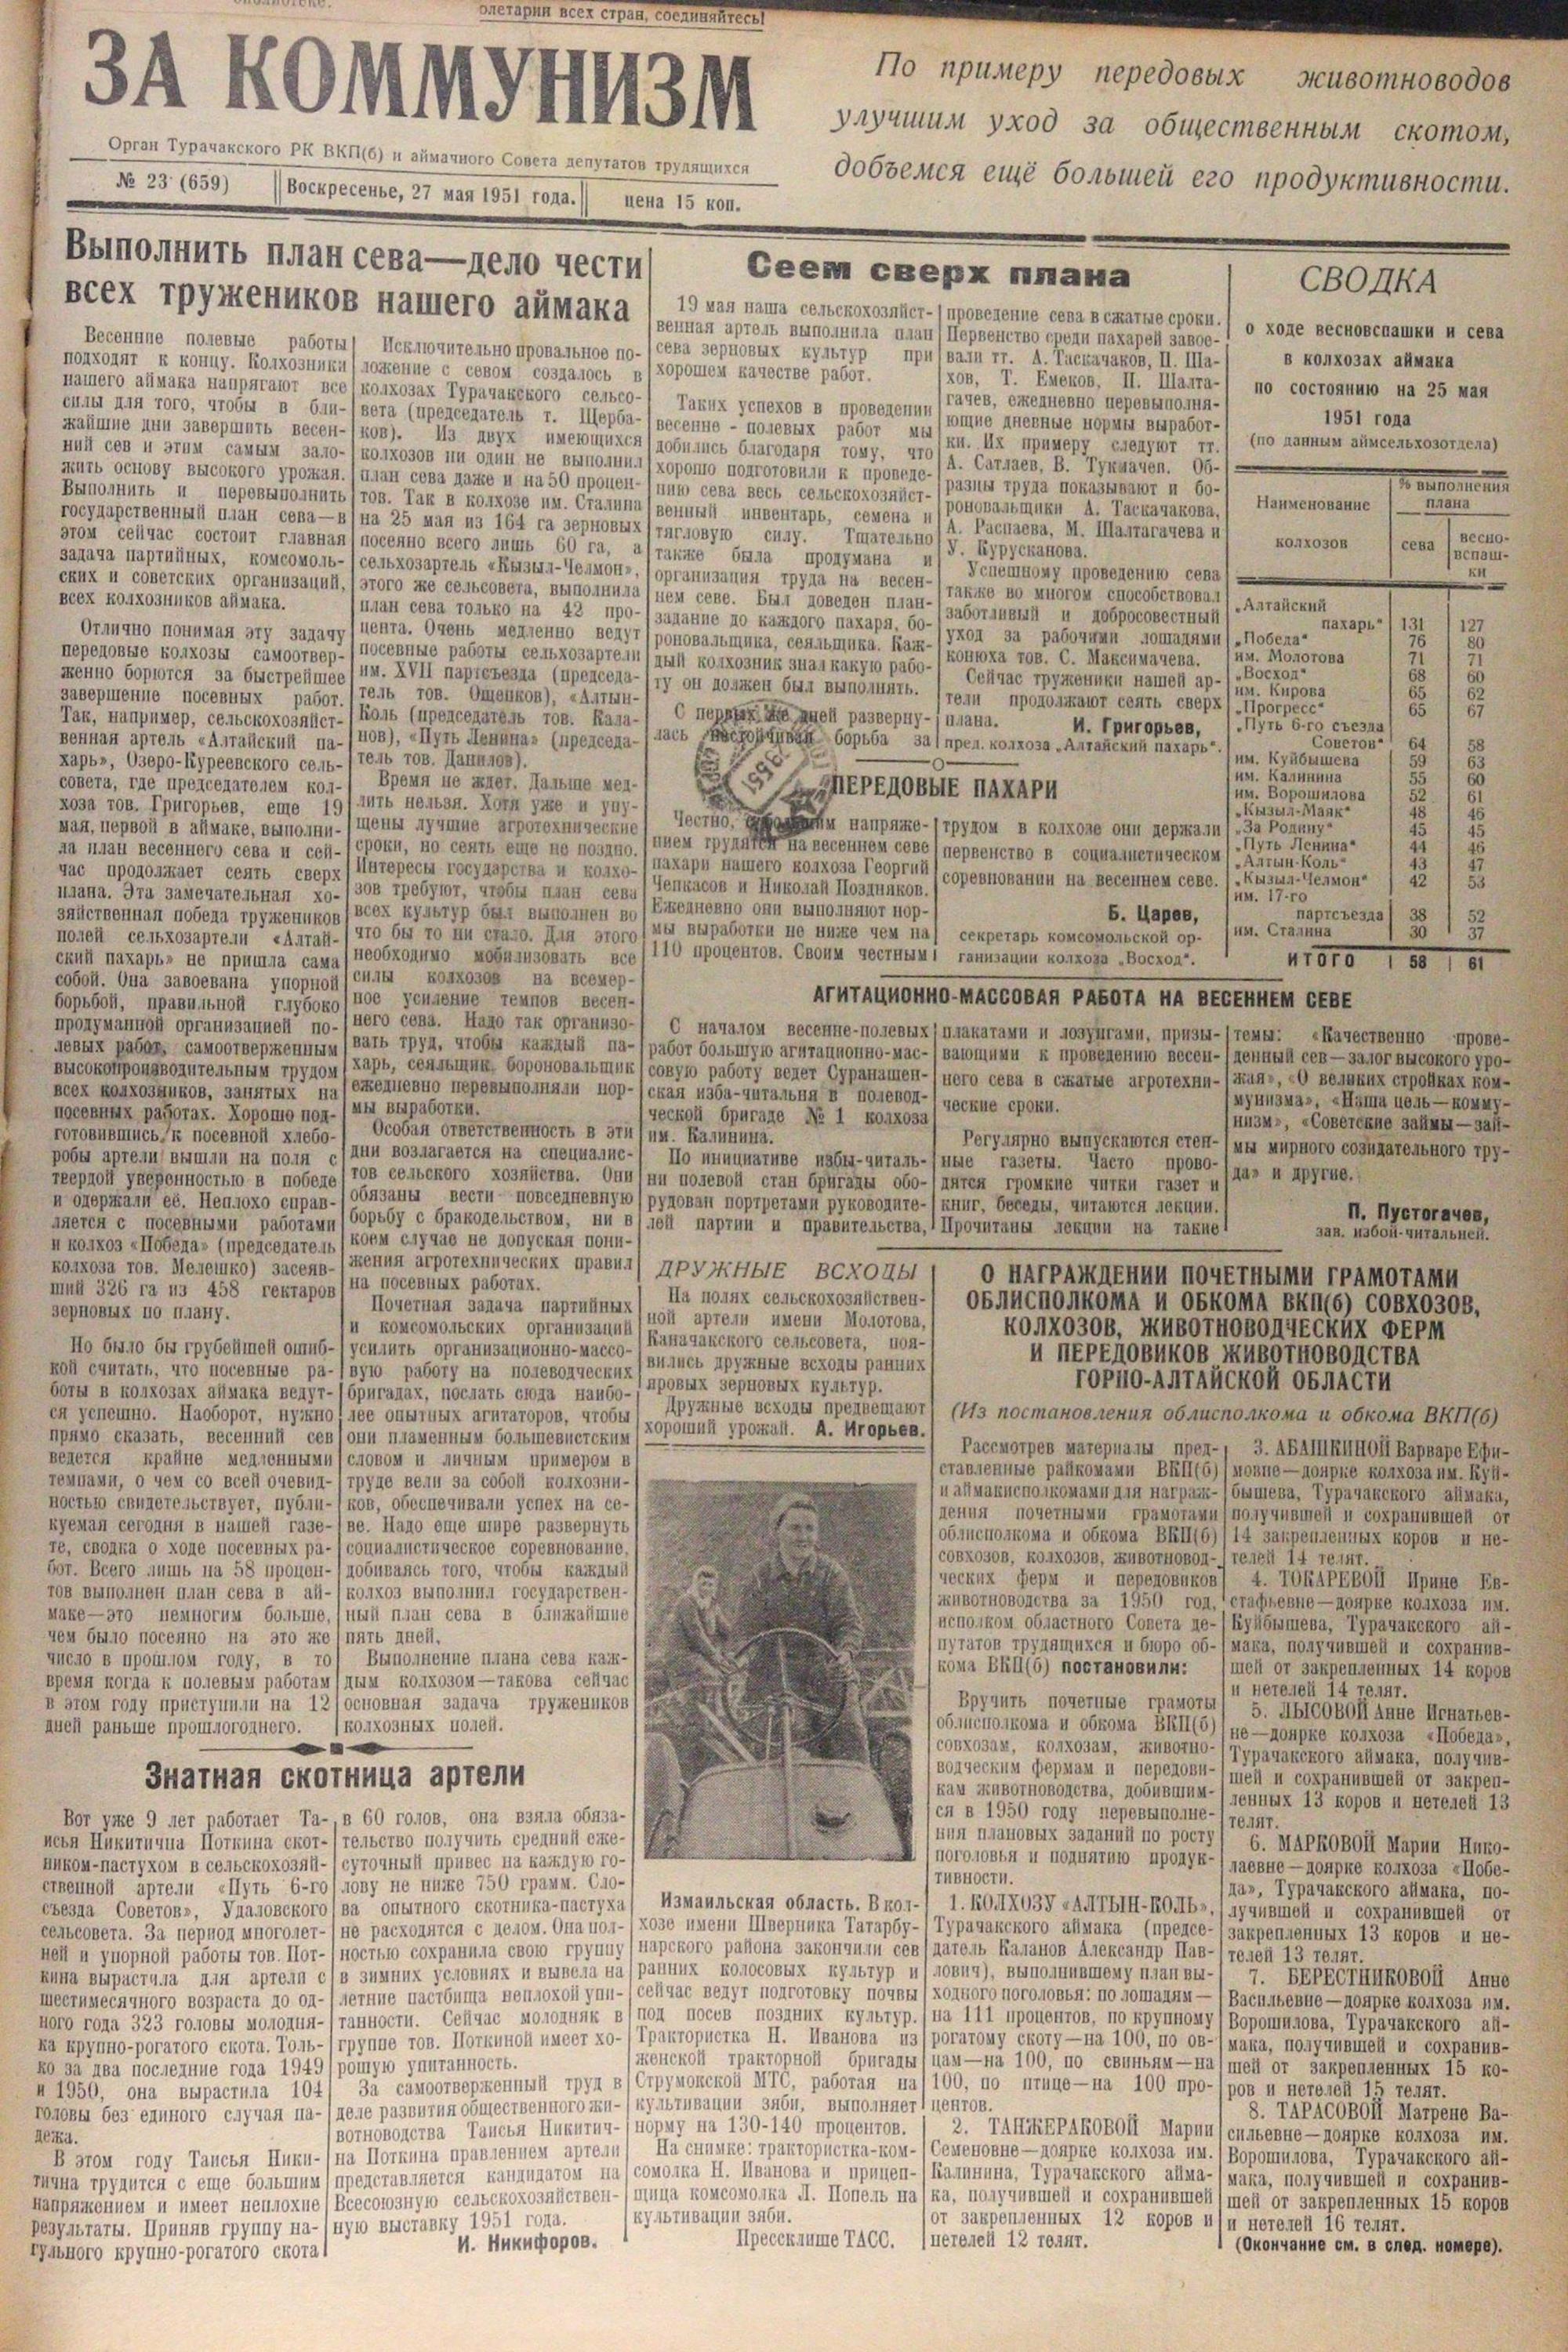 олетарии всех стран, соединяйтесь!
ЗА КОММУНИЗМ
Орган Турачакского РК ВКП(б) и аймачного Совета депутатов трудящихся
№ 23 (659)
Воскресенье, 27 мая 1951 года.
цена 15 коп.
По примеру передовых животноводов
улучшим уход за общественным скотом,
добъемся ещё большей его продуктивности.
Выполнить план сева—дело чести
всех тружеников нашего аймака
Весенние полевые работы
подходят к концу. Колхозники
нашего аймака напрягают все
силы для того, чтобы в бли-
жайшие дни завершить весен-
ний сев и этим самым зало-
жить основу высокого урожая.
Выполнить и перевыполнить
государственный план сева—в
этом сейчас состоит главная
задача партийных, комсомоль-
ских и советских организаций,
всех колхозников аймака.
Отлично понимая эту задачу
передовые колхозы самоотвер-
женно борются за быстрейшее
завершение посевных работ.
Так, например, сельскохозяйст-
венная артель «Алтайский па-
харь», Озеро-Куреевского сель-
совета, где председателем кол-
хоза тов. Григорьев, еще 19
мая, первой в аймаке, выполни-
ла план весеннего сева и сей-
час продолжает сеять сверх
плана. Эта замечательная хо-
зяйственная победа тружеников
полей сельхозартели «Алтай-
ский пахарь» не пришла сама
собой. Она завоевана упорной
борьбой, правильной глубоко
продуманной организацией по-
левых работ, самоотверженным
высокопроизводительным трудом
всех колхозников, занятых на
посевных работах. Хорошо под-
готовившись к посевной хлебо-
робы артели вышли на поля с
твердой уверенностью в победе
и одержали её. Неплохо справ-
ляется с посевными работами
и колхоз «Победа» (председатель
колхоза тов. Мелешко) засеяв-
ший 326 га из 458 гектаров
зерновых по плану.
Но было бы грубейшей ошиб-
кой считать, что посевные ра-
боты в колхозах аймака ведут-
ся успешно. Наоборот, нужно
прямо сказать, весенний сев
ведется крайне медленными
темпами, о чем со всей очевид-
ностью свидетельствует, публи-
куемая сегодня в нашей газе-
те, сводка о ходе посевных ра-
бот. Всего лишь на 58 процен-
тов выполнен план сева в ай-
маке—это немногим больше,
чем было посеяно на это же
число в прошлом году, в то
время когда к полевым работам
в этом году приступили на 12
дней раньше прошлогоднего.
Исключительно провальное по-
ложение с севом создалось в
колхозах Турачакского сельсо-
вета (председатель т. Щерба-
ков). Из двух имеющихся
колхозов ни один не выполнил
план сева даже и на 50 процен-
тов. Так в колхозе им. Сталина
на 25 мая из 164 га зерновых
посеяно всего лишь 60 га, а
сельхозартель «Кызыл-Челмон»,
этого же сельсовета, выполнила
план сева только на 42 про-
цента. Очень медленно ведут
посевные работы сельхозартели
им. XVII партсъезда (председа-
тель тов. Ощепков), «Алтын-
Коль (председатель тов. Кала-
нов), «Путь Ленина» (председа-
тель тов. Данилов).
Время не ждет. Дальше мед-
лить нельзя. Хотя уже и упу-
щены лучшие агротехнические
сроки, но сеять еще не поздно.
Интересы государства и колхо-
зов требуют, чтобы план сева
всех культур был выполнен во
что бы то ни стало. Для этого
необходимо мобилизовать все
силы колхозов на всемер-
ное усиление темпов весен-
него сева. Надо так организо-
вать труд, чтобы каждый па-
харь, сеяльщик, бороновальщик
ежедневно перевыполняли нор-
мы выработки.
Особая ответственность в эти
дни возлагается на специалис-
тов сельского хозяйства. Они
обязаны вести повседневную
борьбу с бракодельством, ни в
коем случае не допуская пони-
жения агротехнических правил
на посевных работах.
Почетная задача партийных
и комсомольских организаций
усилить организационно-массо-
вую работу на полеводческих
бригадах, послать сюда наибо-
лее опытных агитаторов, чтобы
они пламенным большевистским
словом и личным примером в
труде вели за собой колхозни-
ков, обеспечивали успех на се-
ве. Надо еще шире развернуть
социалистическое соревнование,
добиваясь того, чтобы каждый
колхоз выполнил государствен-
ный план сева в ближайшие
пять дней.
Выполнение плана сева каж-
дым колхозом—такова сейчас
основная задача тружеников
колхозных полей.
Знатная скотница артели
Вот уже 9 лет работает Та-
исья Никитична Поткина скот-
ником-пастухом в сельскохозяй-
ственной артели «Путь 6-го
съезда Советов», Удаловского
сельсовета. За период многолет-
ней и упорной работы тов. Пот-
кина вырастила для артели с
шестимесячного возраста до од-
ного года 323 головы молодня-
ка крупно-рогатого скота. Толь-
ко за два последние года 1949
и 1950, она вырастила 104
головы без единого случая па-
дежа.
В этом году Таисья Ники-
тична трудится с еще большим
напряжением и имеет неплохие
результаты. Приняв группу на-
гульного крупно-рогатого скота
в 60 голов, она взяла обяза-
тельство получить средний еже-
суточный привес на каждую го-
лову не ниже 750 грамм. Сло-
ва опытного скотника-пастуха
не расходятся с делом. Она пол-
ностью сохранила свою группу
в зимних условиях и вывела на
летние пастбища неплохой упи-
танности. Сейчас молодняк в
группе тов. Поткиной имеет хо-
рошую упитанность.
За самоотверженный труд в
деле развития общественного жи-
вотноводства Таисья Никитич-
на Поткина правлением артели
представляется кандидатом на
Всесоюзную сельскохозяйствен-
ную выставку 1951 года.
И. Никифоров.
Сеем сверх плана
19 мая наша сельскохозяйст-
венная артель выполнила план
сева зерновых культур при
хорошем качестве работ.
Таких успехов в проведении
весенне - полевых работ мы
добились благодаря тому, что
хорошо подготовили к проведе-
нию сева весь сельскохозяйст-
венный инвентарь, семена и
тягловую силу. Тщательно
также была продумана и
организация труда на весен-
нем севе. Был доведен план-
задание до каждого пахаря, бо-
роновальщика, сеяльщика. Каж-
дый колхозник знал какую рабо-
ту он должен был выполнять.
С первых же дней разверну-
лась настойчивая борьба за
проведение сева в сжатые сроки.
Первенство среди пахарей завое-
вали тт. А. Таскачаков, П. Ша-
хов, Т. Емеков, П. Шалта-
гачев, ежедневно перевыполня-
ющие дневные нормы выработ-
ки. Их примеру следуют тт.
А. Сатлаев, В. Тукмачеп. Об-
разцы труда показывают и бо-
роновальщики А. Таскачакова,
А. Распаева, М. Шалтагачева и
У. Курусканова.
Успешному проведению сева
также во многом способствовал
заботливый и добросовестный
уход за рабочими лошадями
конюха тов. С. Максимачева.
Сейчас труженики нашей ар-
тели продолжают сеять сверх
плана.
И. Григорьев,
пред. колхоза „Алтайский пахарь“.
ПЕРЕДОВЫЕ ПАХАРИ
Честно, напряже-
нием трудятся на весеннем севе
пахари нашего колхоза Георгий
Чепкасов и Николай Поздняков.
Ежедневно они выполняют нор-
мы выработки не ниже чем на
110 процентов. Своим честным
трудом в колхозе они держали
первенство в социалистическом
соревновании на весеннем севе.
Б. Царев,
секретарь комсомольской ор-
ганизации колхоза „Восход“.
СВОДКА
о ходе весновспашки и сева
в колхозах аймака
по состоянию на 25 мая
1951 года
(по данным аймсельхозотдела)
Наименование колхозов | % выполнения плана
сева | весно-вспаш-ки
„Алтайский
пахарь“ 131 127
„Победа“ 76 80
им. Молотова 71 71
„Восход“ 68 60
им. Кирова 65 62
„Прогресс“ 65 67
„Путь 6-го съезда
Советов“ 64 58
им. Куйбышева 59 63
им. Калинина 55 60
им. Ворошилова 52 61
„Кызыл-Маяк“ 48 46
„За Родину“ 45 45
„Путь Ленина“ 44 46
„Алтын-Коль“ 43 47
„Кызыл-Челмон“ 42 53
им. 17-го
партсъезда 38 52
им. Сталина 30 37
ИТОГО 58 61
АГИТАЦИОННО-МАССОВАЯ РАБОТА НА ВЕСЕННЕМ СЕВЕ
С началом весенне-полевых
работ большую агитационно-мас-
совую работу ведет Суранашен-
ская изба-читальня в полевод-
ческой бригаде № 1 колхоза
им. Калинина.
По инициативе избы-читаль-
ни полевой стан бригады обо-
рудован портретами руководите-
лей партии и правительства,
плакатами и лозунгами, призы-
вающими к проведению весен-
него сева в сжатые агротехни-
ческие сроки.
Регулярно выпускаются стен-
ные газеты. Часто прово-
дятся громкие читки газет и
книг, беседы, читаются лекции.
Прочитаны лекции на такие
темы: «Качественно прове-
денный сев—залог высокого уро-
жая», «О великих стройках ком-
мунизма», «Наша цель—комму-
низм», «Советские займы—зай-
мы мирного созидательного тру-
да» и другие.
П. Пустогачев,
зав. избой-читальней.
ДРУЖНЫЕ ВСХОДЫ
На полях сельскохозяйствен-
ной артели имени Молотова,
Каначакского сельсовета, поя-
вились дружные всходы ранних
яровых зерновых культур.
Дружные всходы предвещают
хороший урожай. А. Игорьев.
Измаильская область. В кол-
хозе имени Шверника Татарбу-
нарского района закончили сев
ранних колосовых культур и
сейчас ведут подготовку почвы
под посев поздних культур.
Трактористка Н. Иванова из
женской тракторной бригады
Струмокской МТС, работая на
культивации зяби, выполняет
норму на 130-140 процентов.
На снимке: трактористка-ком-
сомолка Н. Иванова и прицеп-
щица комсомолка Л. Попель на
культивации зяби.
Прессклише ТАСС.
О НАГРАЖДЕНИИ ПОЧЕТНЫМИ ГРАМОТАМИ
ОБЛИСПОЛКОМА И ОБКОМА ВКП(б) СОВХОЗОВ,
КОЛХОЗОВ, ЖИВОТНОВОДЧЕСКИХ ФЕРМ
И ПЕРЕДОВИКОВ ЖИВОТНОВОДСТВА
ГОРНО-АЛТАЙСКОЙ ОБЛАСТИ
(Из постановления облисполкома и обкома ВКП(б)
Рассмотрев материалы пред-
ставленные райкомами ВКП(б)
и аймакисполкомами для награж-
дения почетными грамотами
облисполкома и обкома ВКП(б)
совхозов, колхозов, животновод-
ческих ферм и передовиков
животноводства за 1950 год,
исполком областного Совета де-
путатов трудящихся и бюро об-
кома ВКП(б) постановили:
Вручить почетные грамоты
облисполкома и обкома ВКП(б)
совхозам, колхозам, животно-
водческим фермам и передови-
кам животноводства, добившим-
ся в 1950 году перевыполне-
ния плановых заданий по росту
поголовья и поднятию продук-
тивности.
1. КОЛХОЗУ «АЛТЫН-КОЛЬ»,
Турачакского аймака (предсе-
датель Каланов Александр Пав-
лович), выполнившему план вы-
ходного поголовья: по лошадям—
на 111 процентов, по крупному
рогатому скоту—на 100, по ов-
цам—на 100, по свиньям—на
100, по птице—на 100 про-
центов.
2. ТАНЖЕРАКОВОЙ Марии
Семеновне—доярке колхоза им.
Калинина, Турачакского айма-
ка, получившей и сохранившей
от закрепленных 12 коров и
нетелей 12 телят.
3. АБАШКИНОЙ Варваре Ефи-
мовне—доярке колхоза им. Куй-
бышева, Турачакского аймака,
получившей и сохранившей от
14 закрепленных коров и не-
телей 14 телят.
4. ТОКАРЕВОЙ Ирине Ев-
стафьевне—доярке колхоза им.
Куйбышева, Турачакского ай-
мака, получившей и сохранив-
шей от закрепленных 14 коров
и нетелей 14 телят.
5. ЛЫСОВОЙ Анне Игнатьев-
не—доярке колхоза «Победа»,
Турачакского аймака, получив-
шей и сохранившей от закреп-
ленных 13 коров и нетелей 13
телят.
6. МАРКОВОЙ Марии Нико-
лаевне—доярке колхоза «Побе-
да», Турачакского аймака, по-
лучившей и сохранившей от
закрепленных 13 коров и не-
телей 13 телят.
7. БЕРЕСТНИКОВОЙ Анне
Васильевне—доярке колхоза им.
Ворошилова, Турачакского ай-
мака, получившей и сохранив-
шей от закрепленных 15 ко-
ров и нетелей 15 телят.
8. ТАРАСОВОЙ Матрене Ва-
сильевне—доярке колхоза им.
Ворошилова, Турачакского ай-
мака, получившей и сохранив-
шей от закрепленных 15 коров
и нетелей 16 телят.
(Окончание см. в след. номере).